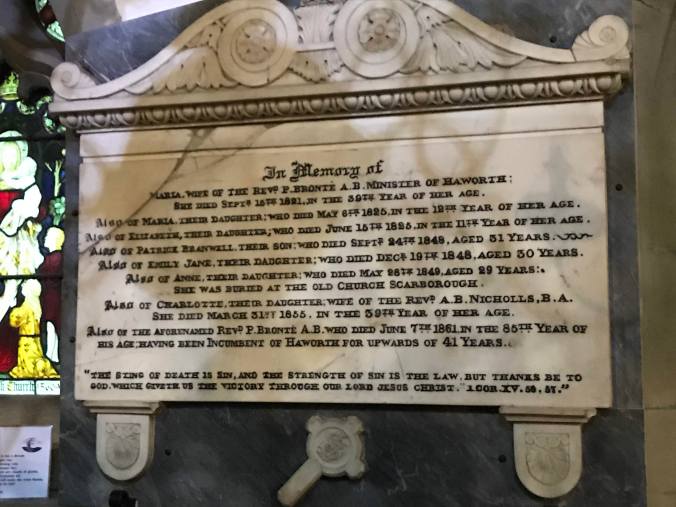 In Memory of
MARIA, WIFE OF THE REVD. P. BRONTË A.B. MINISTER OF HAWORTH;
SHE DIED SEPTR. 15TH 1821, IN THE 39TH YEAR OF HER AGE.
Also OF MARIA, THEIR DAUGHTER; WHO DIED MAY 6TH 1825, IN THE 12TH YEAR OF HER AGE.
Also OF ELIZABETH, THEIR DAUGHTER; WHO DIED JUNE 15TH 1825, IN THE 11TH YEAR OF HER AGE.
Also OF PATRICK BRANWELL, THEIR SON; WHO DIED SEPTR. 24TH 1848, AGED 31 YEARS.
Also OF EMILY JANE, THEIR DAUGHTER; WHO DIED DECR. 19TH 1848, AGED 30 YEARS.
Also OF ANNE, THEIR DAUGHTER; WHO DIED MAY 28TH 1849, AGED 29 YEARS:
SHE WAS BURIED AT THE OLD CHURCH SCARBOROUGH.
Also OF CHARLOTTE, THEIR DAUGHTER; WIFE OF THE REVD. A.B. NICHOLLS, B.A.
SHE DIED MARCH 31ST 1855, IN THE 39TH YEAR OF HER AGE.
Also OF THE AFORENAMED REVD. P. BRONTË A.B. WHO DIED JUNE 7TH 1861, IN THE 85TH YEAR OF
HIS AGE; HAVING BEEN INCUMBENT OF HAWORTH FOR UPWARDS OF 41 YEARS.
"THE STING OF DEATH IS SIN, AND THE STRENGTH OF SIN IS THE LAW, BUT THANKS BE TO
GOD, WHICH GIVETH US THE VICTORY THROUGH OUR LORD JESUS CHRIST." 1 COR. XV. 56, 57."
Church